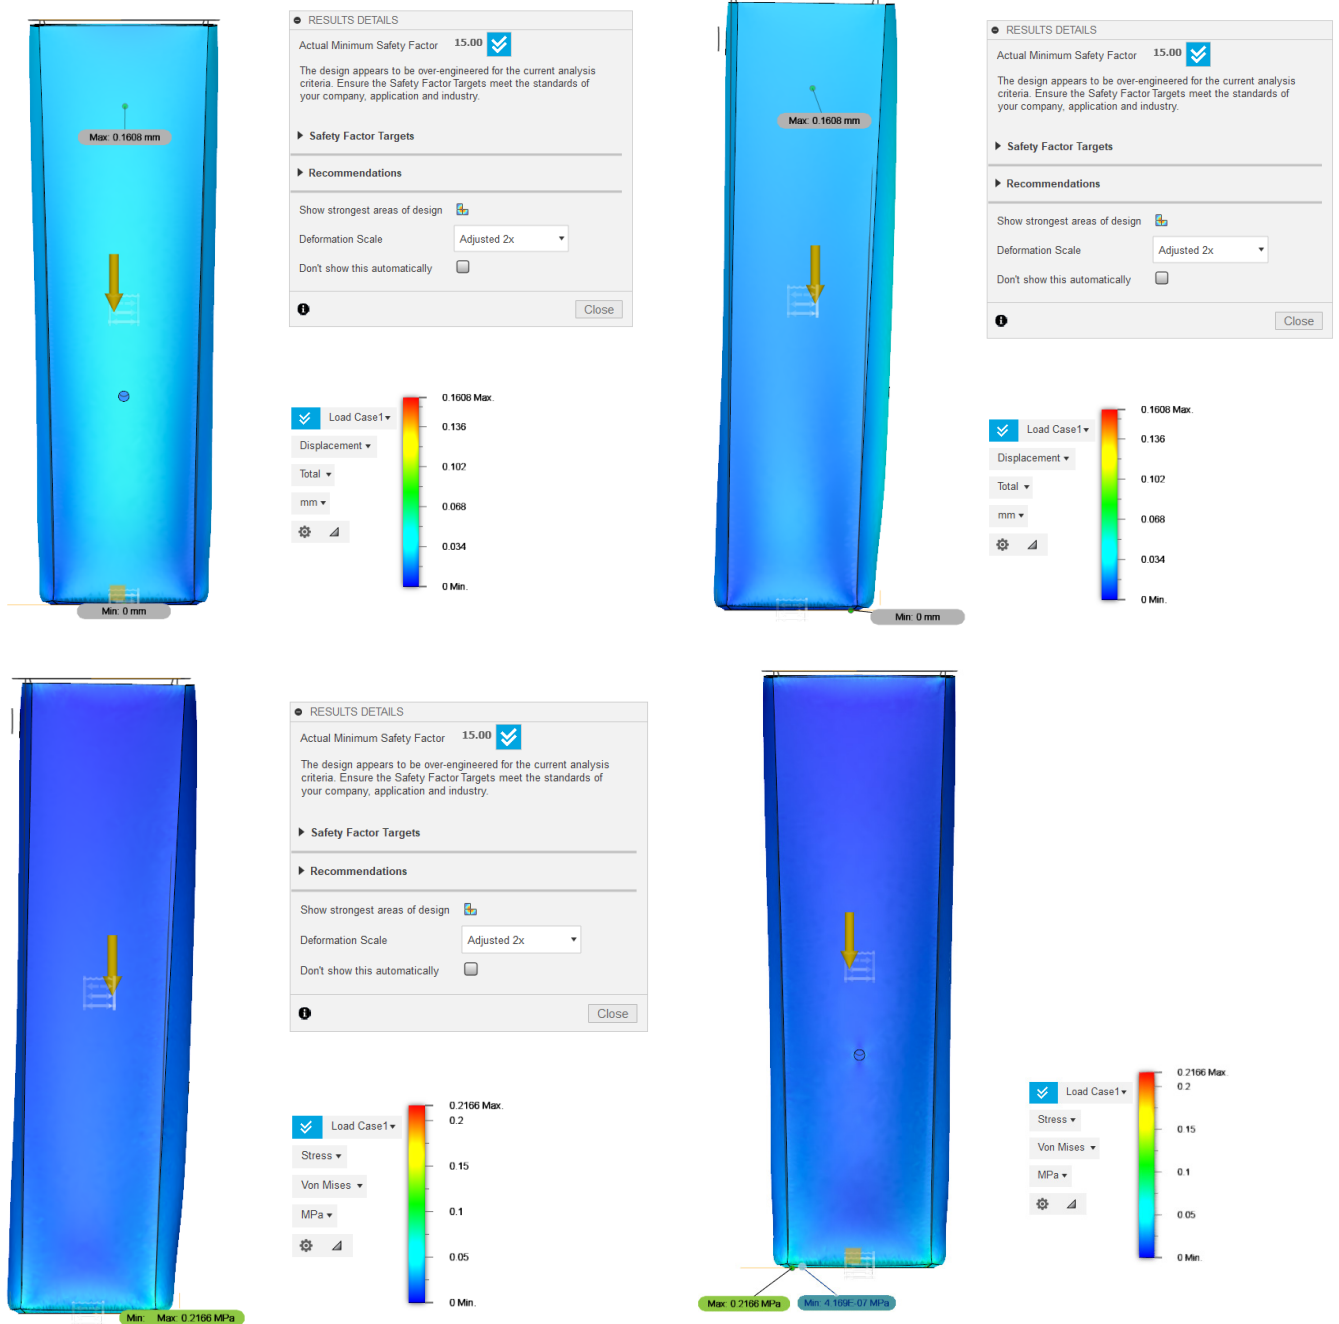 RESULTS DETAILS
Actual Minimum Safety Factor 15.00
The design appears to be over-engineered for the current analysis
criteria. Ensure the Safety Factor Targets meet the standards of
your company, application and industry.
Safety Factor Targets
Recommendations
Show strongest areas of design
Deformation Scale Adjusted 2x
Don't show this automatically
Close
Max: 0.1608 mm
Min: 0 mm
Load Case1
Displacement
Total
mm
0.1608 Max.
0.136
0.102
0.068
0.034
0 Min.
RESULTS DETAILS
Actual Minimum Safety Factor 15.00
The design appears to be over-engineered for the current analysis
criteria. Ensure the Safety Factor Targets meet the standards of
your company, application and industry.
Safety Factor Targets
Recommendations
Show strongest areas of design
Deformation Scale Adjusted 2x
Don't show this automatically
Close
Max: 0.1608 mm
Min: 0 mm
Load Case1
Displacement
Total
mm
0.1608 Max.
0.136
0.102
0.068
0.034
0 Min.
RESULTS DETAILS
Actual Minimum Safety Factor 15.00
The design appears to be over-engineered for the current analysis
criteria. Ensure the Safety Factor Targets meet the standards of
your company, application and industry.
Safety Factor Targets
Recommendations
Show strongest areas of design
Deformation Scale Adjusted 2x
Don't show this automatically
Close
Load Case1
Stress
Von Mises
MPa
0.2166 Max.
0.2
0.15
0.1
0.05
0 Min.
Min: Max: 0.2166 MPa
Load Case1
Stress
Von Mises
MPa
0.2166 Max.
0.2
0.15
0.1
0.05
0 Min.
Max: 0.2166 MPa
Min: 4.169E-07 MPa